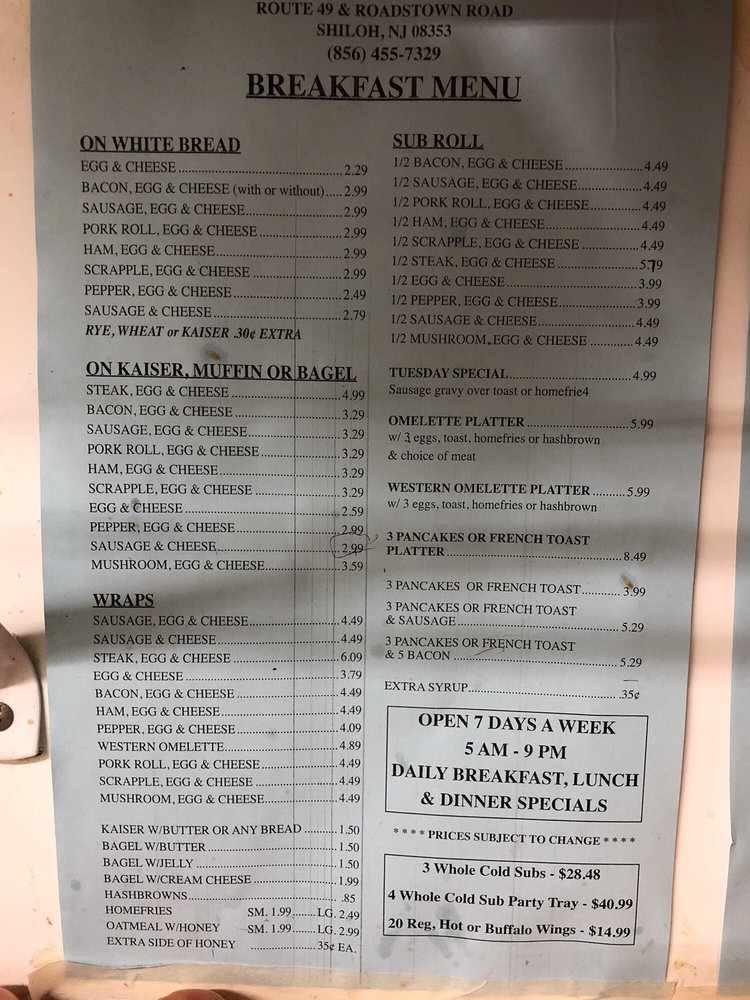 ROUTE 49 & ROADSTOWN ROAD
SHILOH, NJ 08353
(856) 455-7329
BREAKFAST MENU
ON WHITE BREAD
EGG & CHEESE 2.29
BACON, EGG & CHEESE (with or without) 2.99
SAUSAGE, EGG & CHEESE 2.99
PORK ROLL, EGG & CHEESE 2.99
HAM, EGG & CHEESE 2.99
SCRAPPLE, EGG & CHEESE 2.99
PEPPER, EGG & CHEESE 2.49
SAUSAGE & CHEESE 2.79
RYE, WHEAT or KAISER .30¢ EXTRA
ON KAISER, MUFFIN OR BAGEL
STEAK, EGG & CHEESE 4.99
BACON, EGG & CHEESE 3.29
SAUSAGE, EGG & CHEESE 3.29
PORK ROLL, EGG & CHEESE 3.29
HAM, EGG & CHEESE 3.29
SCRAPPLE, EGG & CHEESE 3.29
EGG & CHEESE 2.59
PEPPER, EGG & CHEESE 2.99
SAUSAGE & CHEESE 2.99
MUSHROOM, EGG & CHEESE 3.59
WRAPS
SAUSAGE, EGG & CHEESE 4.49
SAUSAGE & CHEESE 4.49
STEAK, EGG & CHEESE 6.09
EGG & CHEESE 3.79
BACON, EGG & CHEESE 4.49
HAM, EGG & CHEESE 4.49
PEPPER, EGG & CHEESE 4.09
WESTERN OMELETTE 4.89
PORK ROLL, EGG & CHEESE 4.49
SCRAPPLE, EGG & CHEESE 4.49
MUSHROOM, EGG & CHEESE 4.49
KAISER W/BUTTER OR ANY BREAD 1.50
BAGEL W/BUTTER 1.50
BAGEL W/JELLY 1.50
BAGEL W/CREAM CHEESE 1.99
HASHBROWNS .85
HOMEFRIES SM. 1.99 LG. 2.49
OATMEAL W/HONEY SM. 1.99 LG. 2.99
EXTRA SIDE OF HONEY 35¢ EA.
SUB ROLL
1/2 BACON, EGG & CHEESE 4.49
1/2 SAUSAGE, EGG & CHEESE 4.49
1/2 PORK ROLL, EGG & CHEESE 4.49
1/2 HAM, EGG & CHEESE 4.49
1/2 SCRAPPLE, EGG & CHEESE 4.49
1/2 STEAK, EGG & CHEESE 5.79
1/2 EGG & CHEESE 3.99
1/2 PEPPER, EGG & CHEESE 3.99
1/2 SAUSAGE & CHEESE 4.49
1/2 MUSHROOM, EGG & CHEESE 4.49
TUESDAY SPECIAL 4.99
Sausage gravy over toast or homefrie4
OMELETTE PLATTER 5.99
w/ 3 eggs, toast, homefries or hashbrown
& choice of meat
WESTERN OMELETTE PLATTER 5.99
w/ 3 eggs, toast, homefries or hashbrown
3 PANCAKES OR FRENCH TOAST
PLATTER 8.49
3 PANCAKES OR FRENCH TOAST 3.99
3 PANCAKES OR FRENCH TOAST
& SAUSAGE 5.29
3 PANCAKES OR FRENCH TOAST
& 5 BACON 5.29
EXTRA SYRUP .35¢
OPEN 7 DAYS A WEEK
5 AM - 9 PM
DAILY BREAKFAST, LUNCH
& DINNER SPECIALS
* * * * PRICES SUBJECT TO CHANGE * * * *
3 Whole Cold Subs - $28.48
4 Whole Cold Sub Party Tray - $40.99
20 Reg, Hot or Buffalo Wings - $14.99